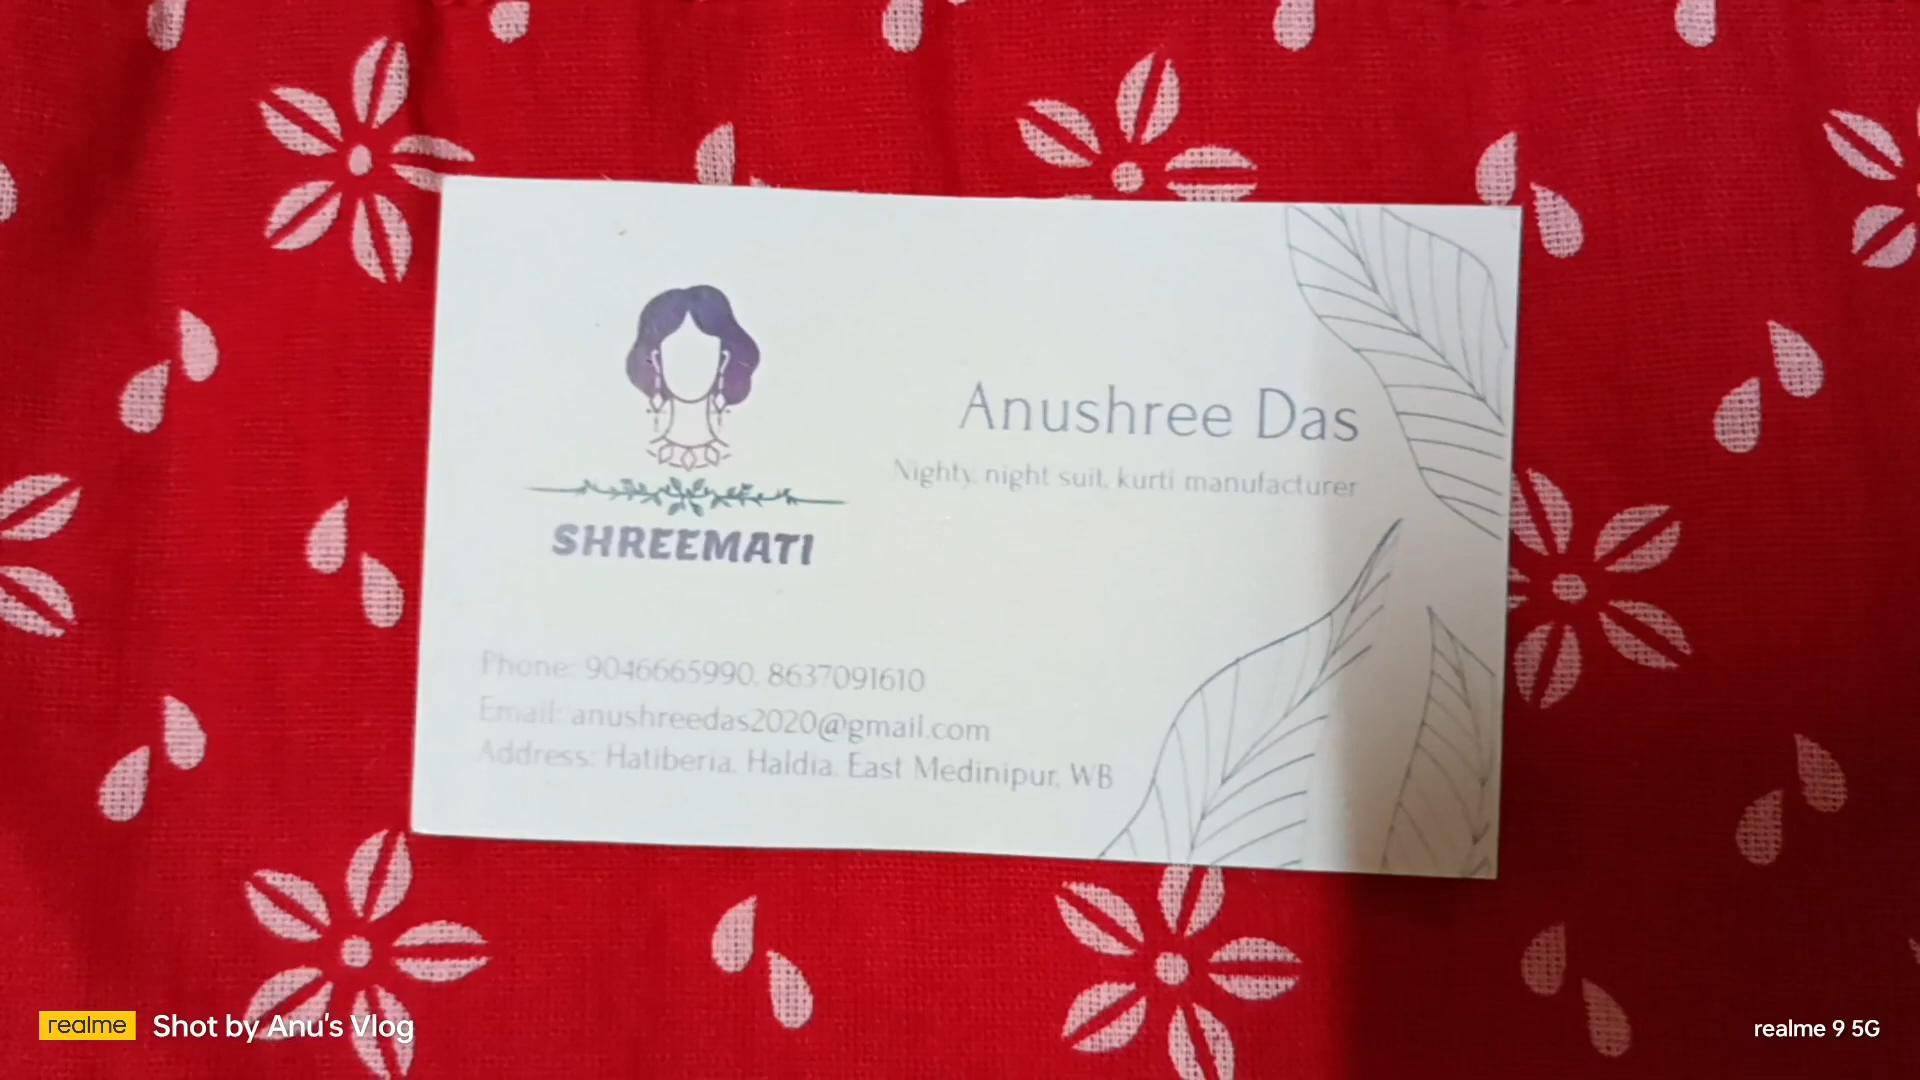 SHREEMATI
Anushree Das
Nighty, night suit, kurti manufacturer
Phone: 9046665990, 8637091610
Email: anushreedas2020@gmail.com
Address: Hatiberia, Haldia, East Medinipur, WB
realme Shot by Anu's Vlog
realme 9 5G